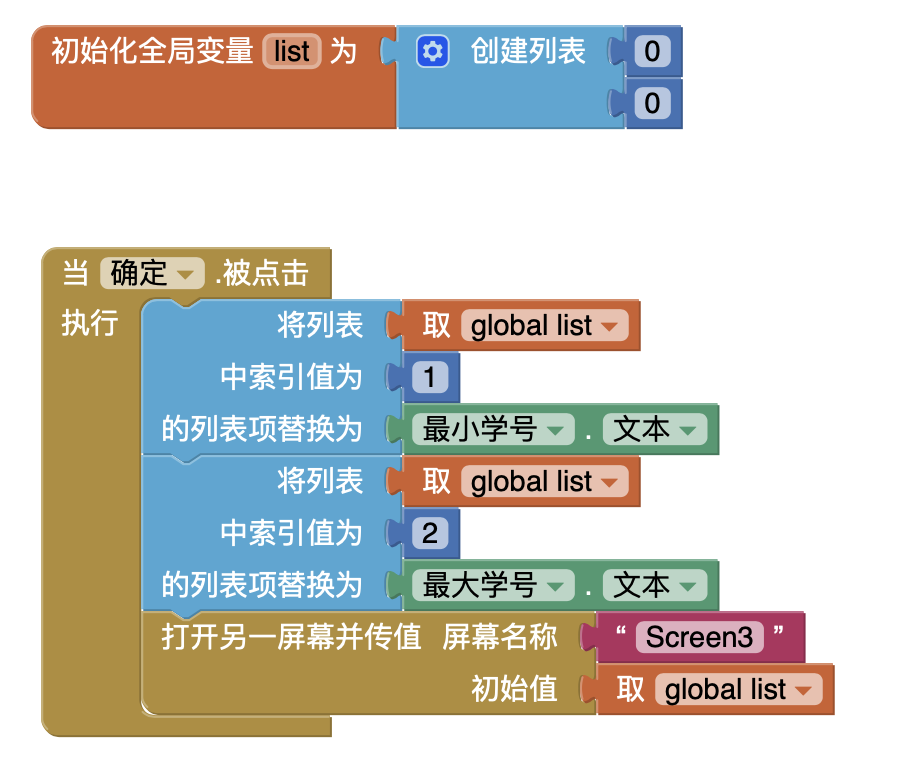 初始化全局变量 list 为 创建列表 0
0
当 确定 .被点击
执行 将列表 取 global list
中索引值为 1
的列表项替换为 最小学号 . 文本
将列表 取 global list
中索引值为 2
的列表项替换为 最大学号 . 文本
打开另一屏幕并传值 屏幕名称 “ Screen3 ”
初始值 取 global list